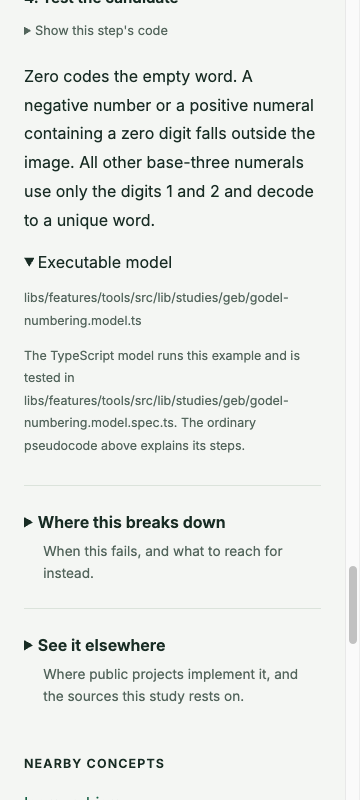 Show this step's code
Zero codes the empty word. A
negative number or a positive numeral
containing a zero digit falls outside the
image. All other base-three numerals
use only the digits 1 and 2 and decode
to a unique word.
Executable model
libs/features/tools/src/lib/studies/geb/godel-
numbering.model.ts
The TypeScript model runs this example and is
tested in
libs/features/tools/src/lib/studies/geb/godel-
numbering.model.spec.ts. The ordinary
pseudocode above explains its steps.
Where this breaks down
When this fails, and what to reach for
instead.
See it elsewhere
Where public projects implement it, and
the sources this study rests on.
NEARBY CONCEPTS